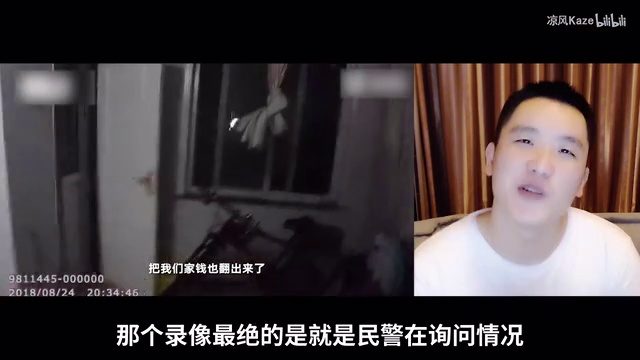 凉风Kaze bilibili
把我们家钱也翻出来了
9811445-000000
2018/08/24 20:34:46
那个录像最绝的是就是民警在询问情况